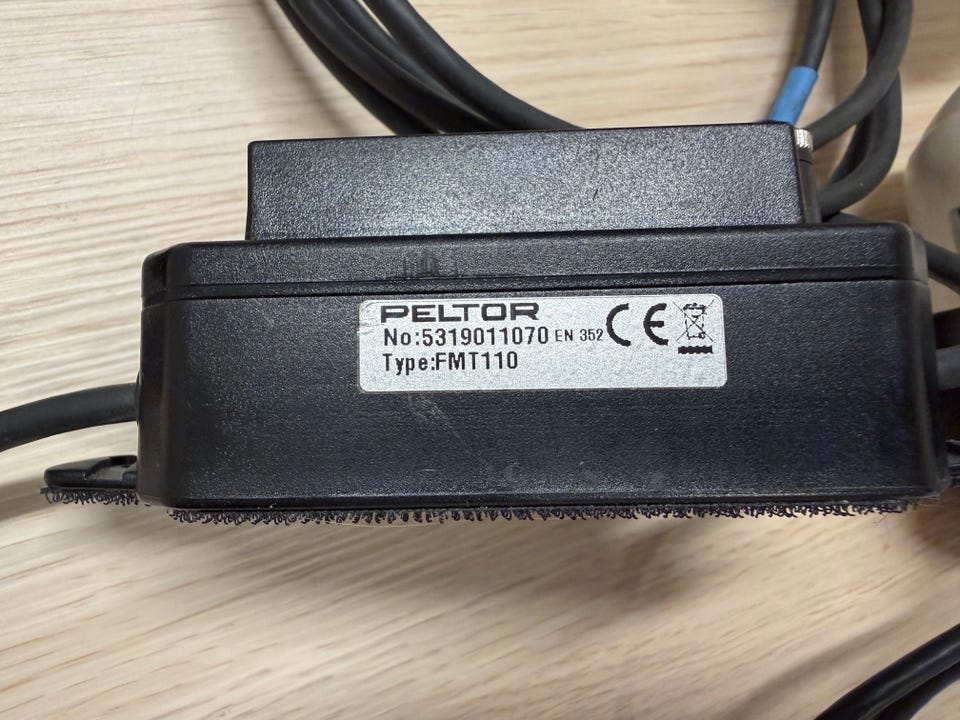 PELTOR
No:5319011070 EN 352 CE
Type:FMT110